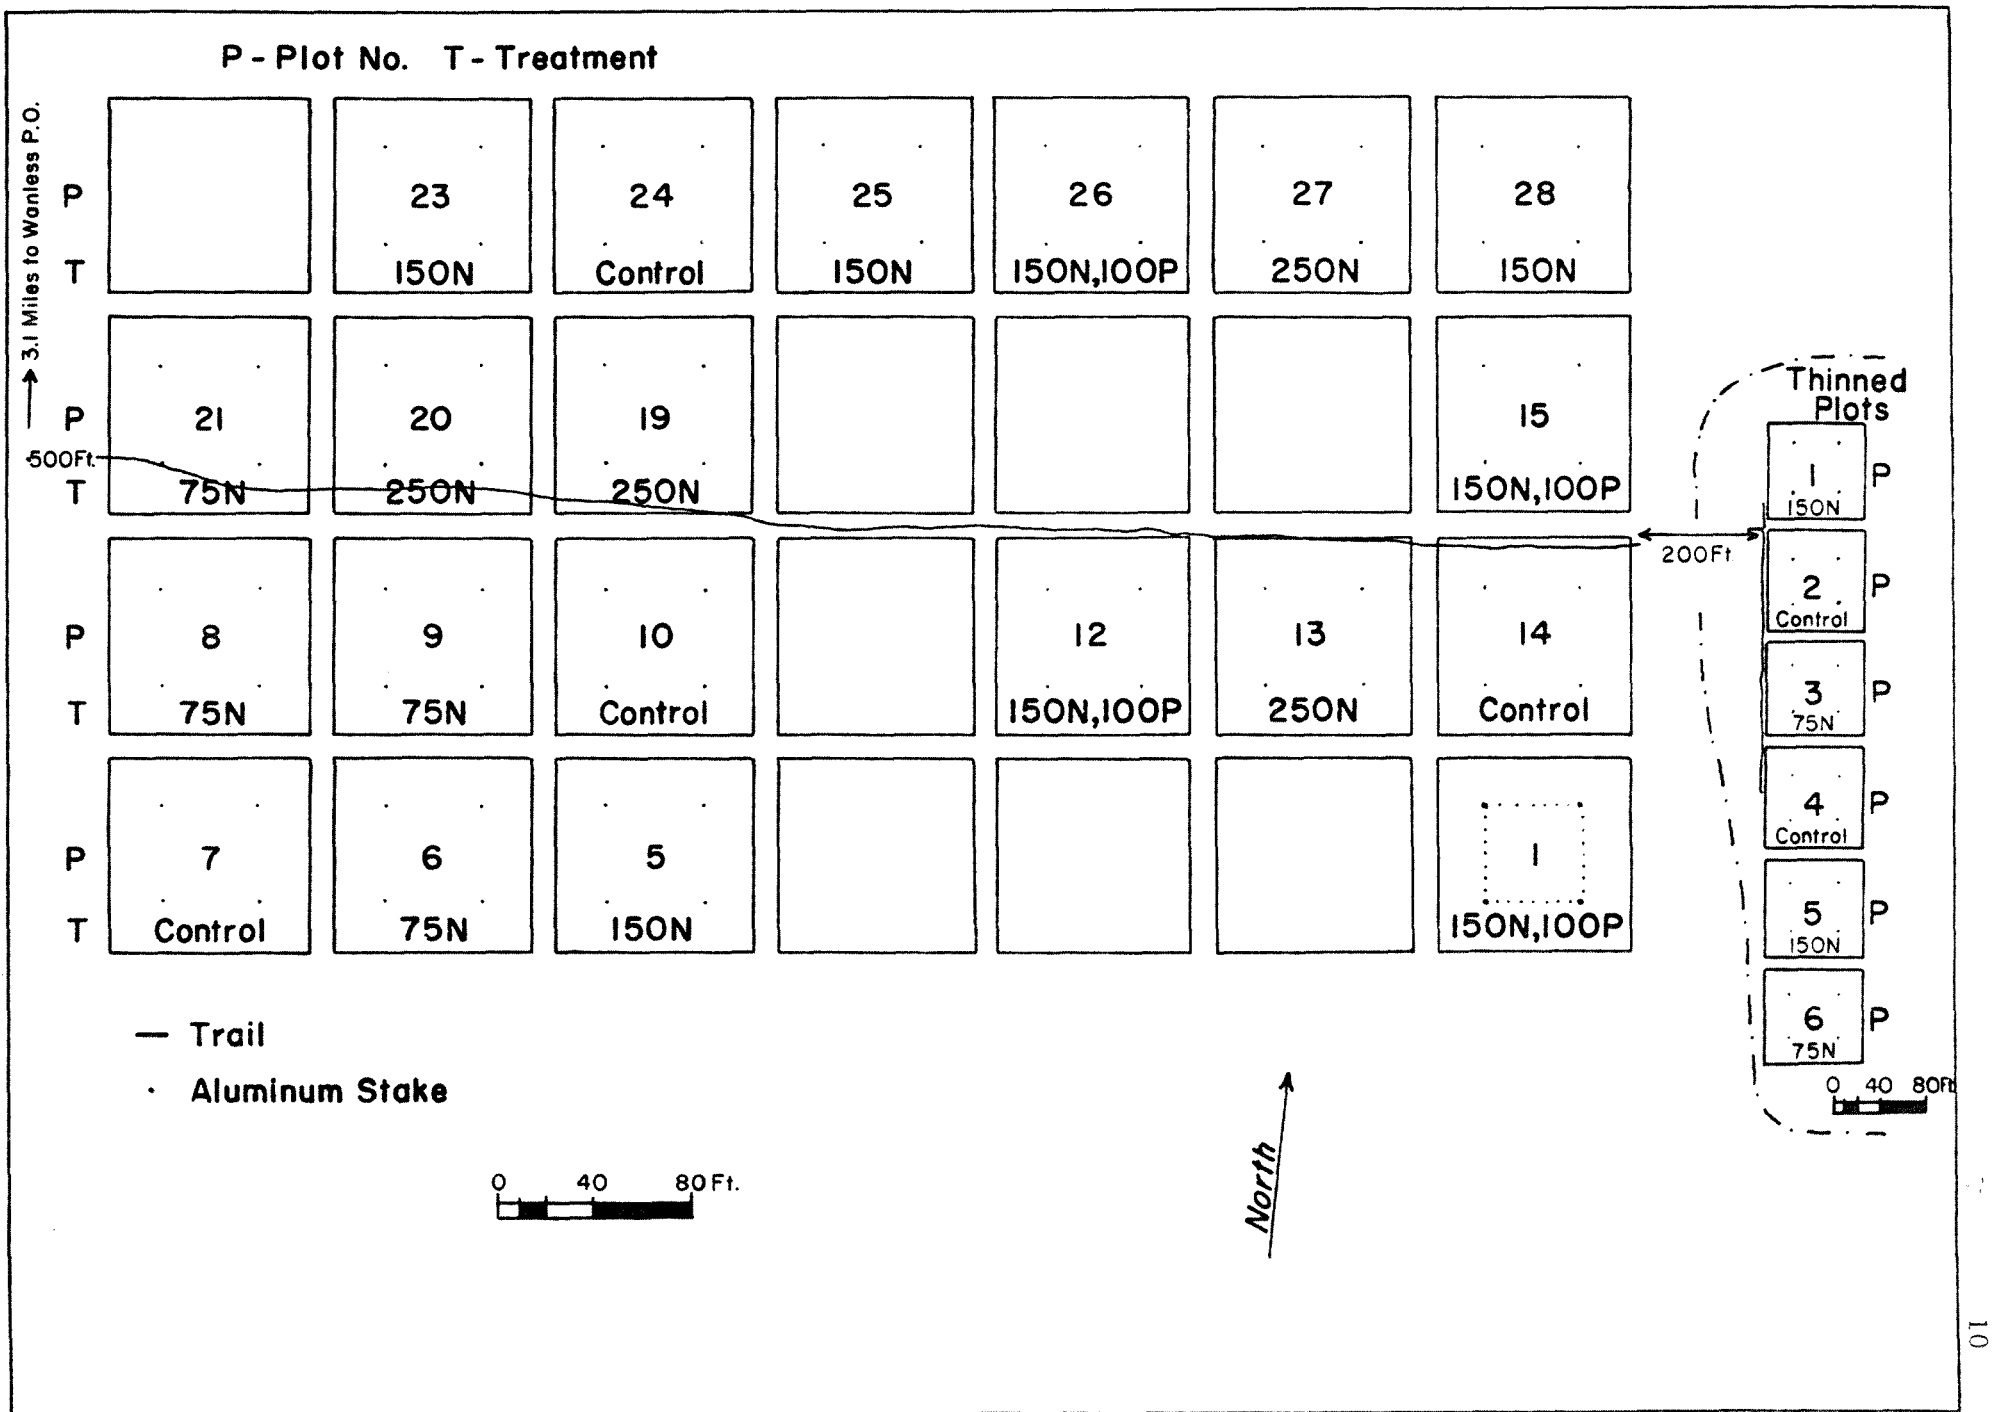 P - Plot No. T - Treatment
3.1 Miles to Wanless P.O.
P 23 24 25 26 27 28
T 150N Control 150N 150N,100P 250N 150N
P 21 20 19 15
500Ft.
T 75N 250N 250N 150N,100P
P 8 9 10 12 13 14
T 75N 75N Control 150N,100P 250N Control
P 7 6 5 1
T Control 75N 150N 150N,100P
200Ft
Thinned
Plots
1 P
150N
2 P
Control
3 P
75N
4 P
Control
5 P
150N
6 P
75N
0 40 80Ft
— Trail
· Aluminum Stake
0 40 80 Ft.
North
10